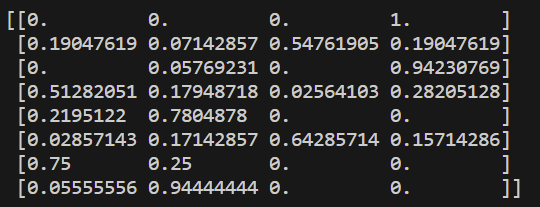 [[0.         0.         0.         1.        ]
 [0.19047619 0.07142857 0.54761905 0.19047619]
 [0.         0.05769231 0.         0.94230769]
 [0.51282051 0.17948718 0.02564103 0.28205128]
 [0.2195122  0.7804878  0.         0.        ]
 [0.02857143 0.17142857 0.64285714 0.15714286]
 [0.75       0.25       0.         0.        ]
 [0.05555556 0.94444444 0.         0.        ]]